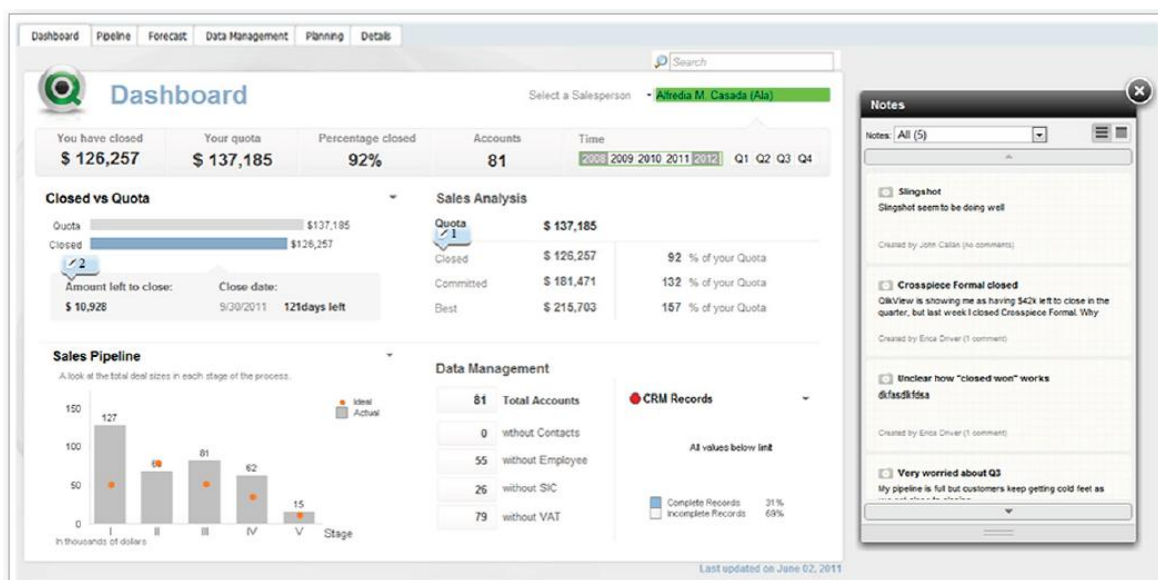 Dashboard Pipeline Forecast Data Management Planning Details
Search
Dashboard
Select a Salesperson
Alfredia M. Casada (Ala)
You have closed
$ 126,257
Your quota
$ 137,185
Percentage closed
92%
Accounts
81
Time
2008 2009 2010 2011 2012 Q1 Q2 Q3 Q4
Closed vs Quota
Quota $137,185
Closed $126,257
2
Amount left to close: Close date:
$ 10,928 9/30/2011 121days left
Sales Analysis
Quota $ 137,185
1
Closed $ 126,257 92 % of your Quota
Committed $ 181,471 132 % of your Quota
Best $ 215,703 157 % of your Quota
Sales Pipeline
A look at the total deal sizes in each stage of the process.
Ideal
Actual
150
100
50
0
127
81
62
15
I II III IV V Stage
In thousands of dollars
Data Management
81 Total Accounts
0 without Contacts
55 without Employee
26 without SIC
79 without VAT
CRM Records
All values below limit
Complete Records 31%
Incomplete Records 69%
Last updated on June 02, 2011
Notes
Notes: All (5)
Slingshot
Slingshot seem to be doing well
Created by John Callan (no comments)
Crosspiece Formal closed
QlikView is showing me as having $42k left to close in the
quarter, but last week I closed Crosspiece Formal. Why
Created by Erica Driver (1 comment)
Unclear how "closed won" works
dkfasdlkfdsa
Created by Erica Driver (1 comment)
Very worried about Q3
My pipeline is full but customers keep getting cold feet as